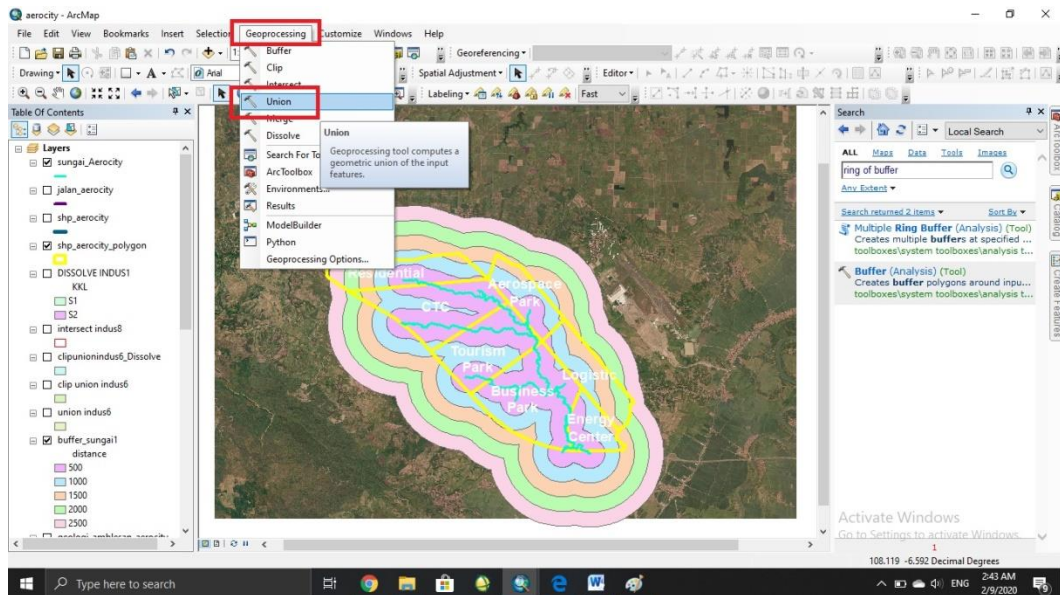 aerocity - ArcMap
File Edit View Bookmarks Insert Selection Geoprocessing Customize Windows Help
Georeferencing
Drawing A Arial Spatial Adjustment Editor
Labeling Fast
Table Of Contents
Layers
sungai_Aerocity
jalan_aerocity
shp_aerocity
shp_aerocity_polygon
DISSOLVE INDUS1
KKL
S1
S2
intersect indus8
clipunionindus6_Dissolve
clip union indus6
union indus6
buffer_sungai1
distance
500
1000
1500
2000
2500
Buffer
Clip
Intersect
Union
Merge
Dissolve
Search For To
ArcToolbox
Environments...
Results
ModelBuilder
Python
Geoprocessing Options...
Union
Geoprocessing tool computes a
geometric union of the input
features.
Residential
Aerospace
Park
CTC
Tourism
Park
Logistic
Business
Park
Energy
Center
Search
Local Search
ALL Maps Data Tools Images
ring of buffer
Any Extent
Search returned 2 items Sort By
Multiple Ring Buffer (Analysis) (Tool)
Creates multiple buffers at specified ...
toolboxes\system toolboxes\analysis t...
Buffer (Analysis) (Tool)
Creates buffer polygons around inpu...
toolboxes\system toolboxes\analysis t...
ArcToolbox
Catalog
Create Features
Activate Windows
Go to Settings to activate Windows.
1
108.119 -6.592 Decimal Degrees
Type here to search
ENG
2:43 AM
2/9/2020